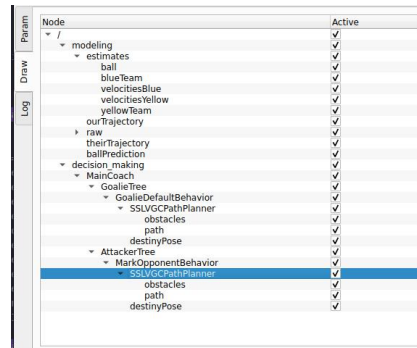 Param
Draw
Log
Node Active
/
modeling
estimates
ball
blueTeam
velocitiesBlue
velocitiesYellow
yellowTeam
ourTrajectory
raw
theirTrajectory
ballPrediction
decision_making
MainCoach
GoalieTree
GoalieDefaultBehavior
SSLVGCPathPlanner
obstacles
path
destinyPose
AttackerTree
MarkOpponentBehavior
SSLVGCPathPlanner
obstacles
path
destinyPose